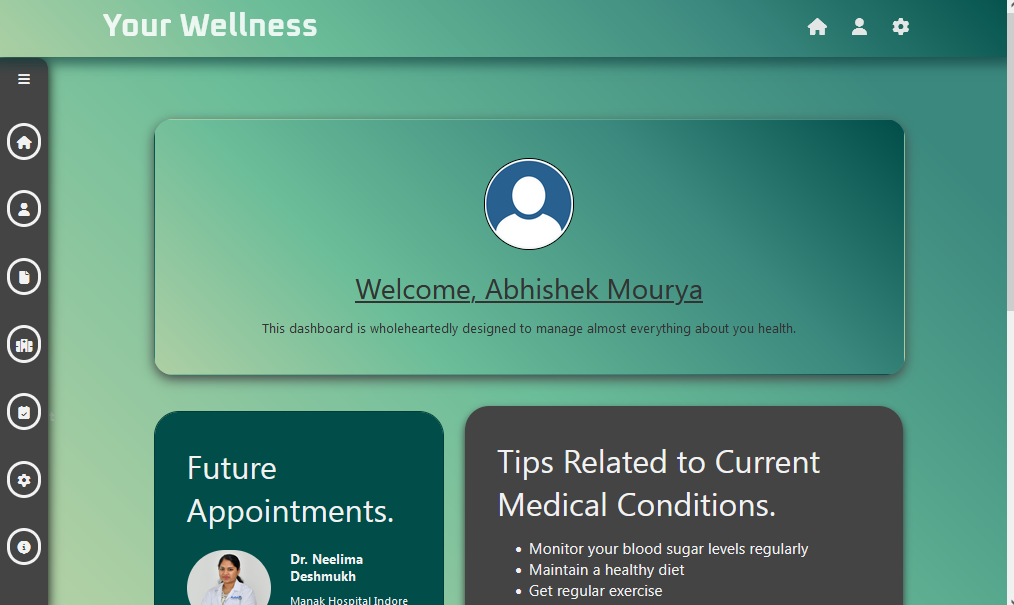 Your Wellness
Welcome, Abhishek Mourya
This dashboard is wholeheartedly designed to manage almost everything about you health.
Future
Appointments.
Dr. Neelima
Deshmukh
Manak Hospital Indore
Tips Related to Current
Medical Conditions.
• Monitor your blood sugar levels regularly
• Maintain a healthy diet
• Get regular exercise